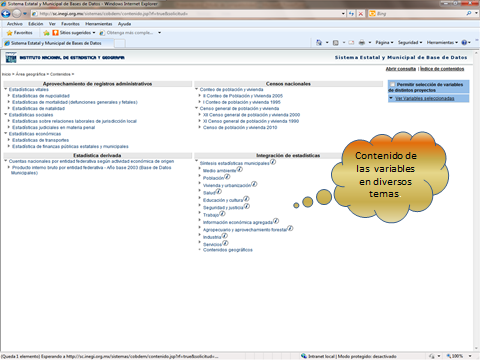 Sistema Estatal y Municipal de Bases de Datos - Windows Internet Explorer
http://sc.inegi.org.mx/sistemas/cobdem/contenido.jsp?rf=true&solicitud=
Bing
Archivo Edición Ver Favoritos Herramientas Ayuda
Favoritos Sitios sugeridos Obtenga más complem...
Sistema Estatal y Municipal de Bases de Datos
Página Seguridad Herramientas
INSTITUTO NACIONAL DE ESTADÍSTICA Y GEOGRAFÍA
Sistema Estatal y Municipal de Base de Datos
Abrir consulta | Índice de contenidos
Inicio > Área geográfica > Contenidos >
Aprovechamiento de registros administrativos
Estadísticas vitales
Estadísticas de nupcialidad
Estadísticas de mortalidad (defunciones generales y fetales)
Estadísticas de natalidad
Estadísticas sociales
Estadísticas sobre relaciones laborales de jurisdicción local
Estadísticas judiciales en materia penal
Estadísticas económicas
Estadísticas de transportes
Estadística de finanzas públicas estatales y municipales
Censos nacionales
Conteo de población y vivienda
II Conteo de Población y Vivienda 2005
I Conteo de población y vivienda 1995
Censo general de población y vivienda
XII Censo general de población y vivienda 2000
XI Censo general de población y vivienda 1990
Censo de población y vivienda 2010
Permitir selección de variables
de distintos proyectos
Ver Variables seleccionadas
Estadística derivada
Cuentas nacionales por entidad federativa según actividad económica de origen
Producto interno bruto por entidad federativa - Año base 2003 (Base de Datos
Municipales)
Integración de estadísticas
Síntesis estadísticas municipales
Medio ambiente
Población
Vivienda y urbanización
Salud
Educación y cultura
Seguridad y justicia
Trabajo
Información económica agregada
Agropecuario y aprovechamiento forestal
Industria
Servicios
Contenidos geográficos
Contenido de
las variables
en diversos
temas
(Queda 1 elemento) Esperando a http://sc.inegi.org.mx/sistemas/cobdem/contenido.jsp?rf=true&solicitud=...
Intranet local | Modo protegido: desactivado
100%